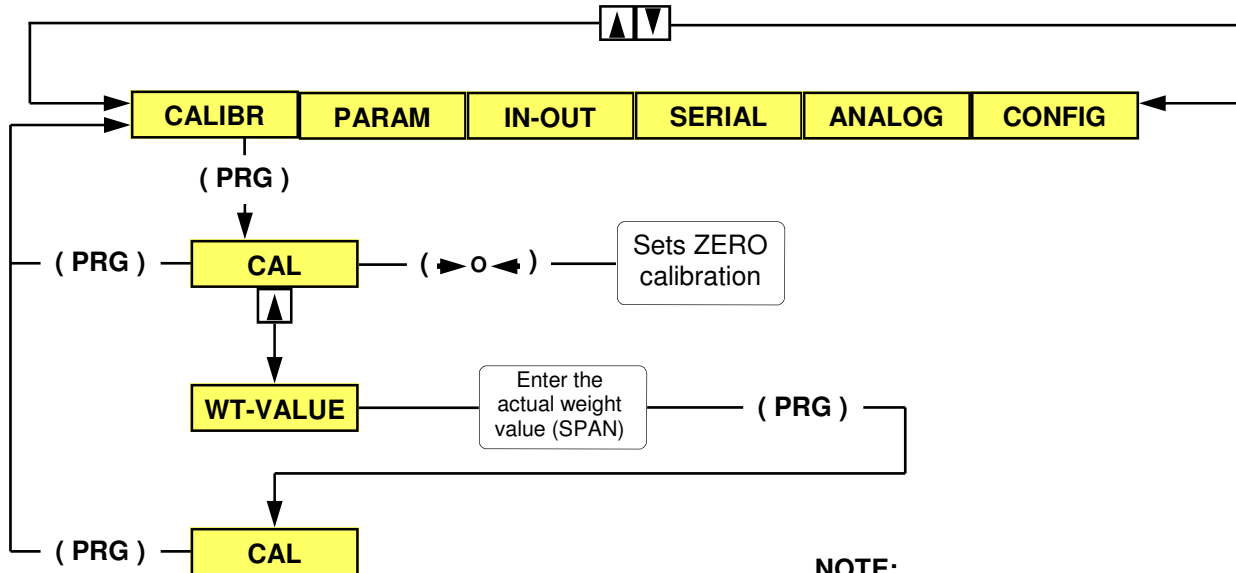 CALIBR PARAM IN-OUT SERIAL ANALOG CONFIG
( PRG )
( PRG ) CAL ( ►O◄ ) Sets ZERO
calibration
WT-VALUE
Enter the
actual weight
value (SPAN)
( PRG )
( PRG ) CAL
NOTE: